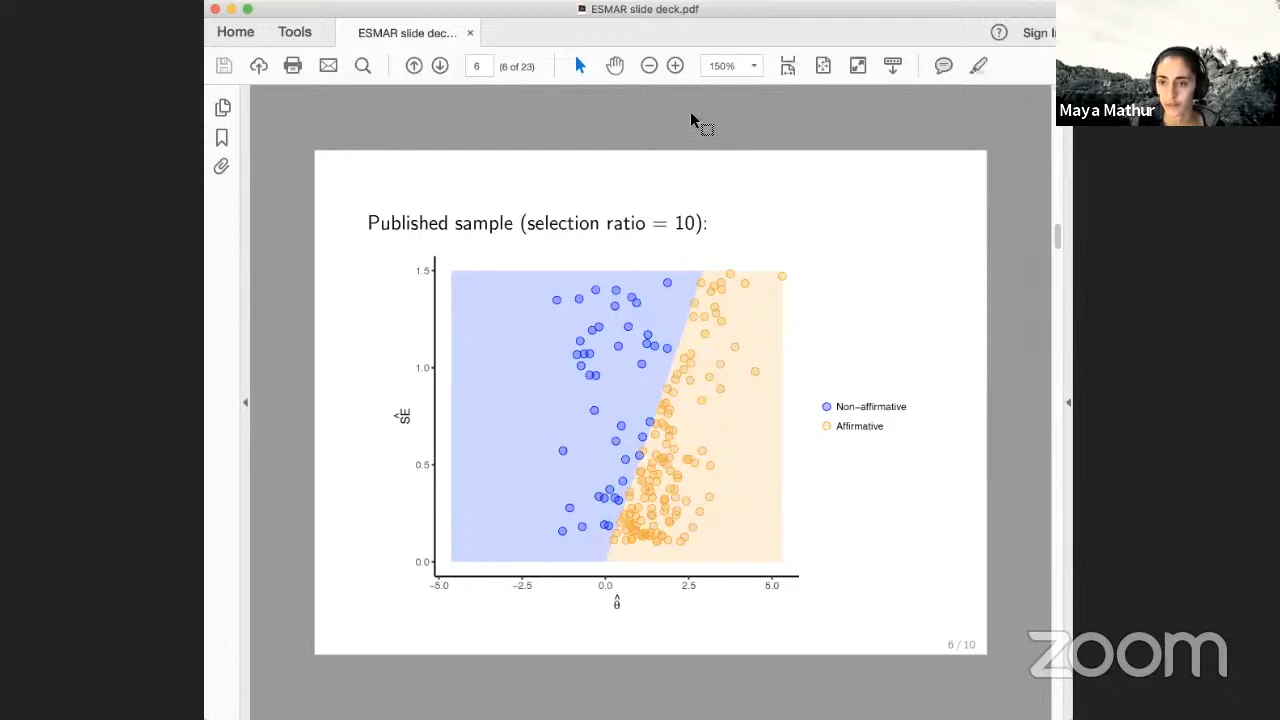 ESMAR slide deck.pdf
Home
Tools
ESMAR slide dec...
×
?
Sign I
6
(6 of 23)
150%
Maya Mathur
Published sample (selection ratio = 10):
1.5
1.0
0.5
0.0
ŜE
-5.0
-2.5
0.0
2.5
5.0
θ̂
Non-affirmative
Affirmative
6 / 10
zoom